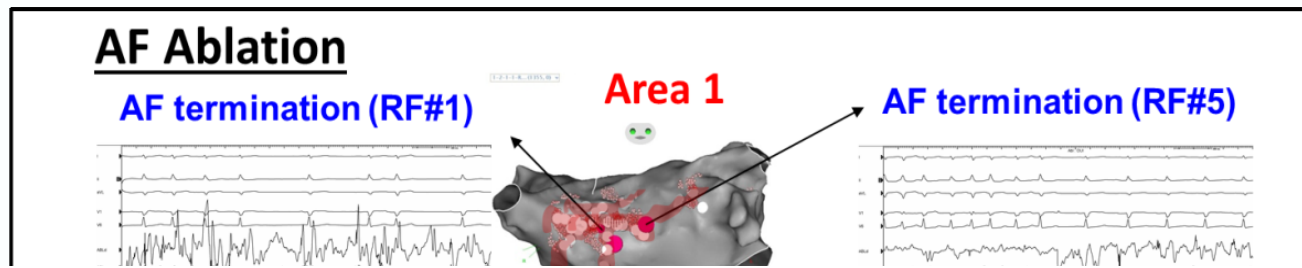 AF Ablation
AF termination (RF#1)
Area 1
AF termination (RF#5)